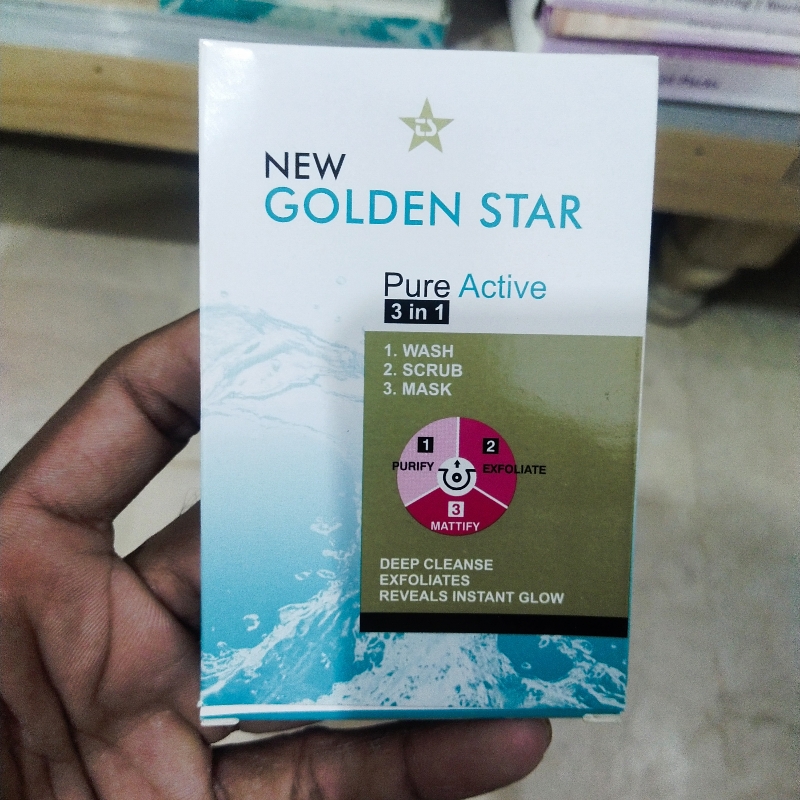 TS
NEW
GOLDEN STAR
Pure Active
3 in 1
1. WASH
2. SCRUB
3. MASK
1
PURIFY
2
EXFOLIATE
3
MATTIFY
DEEP CLEANSE
EXFOLIATES
REVEALS INSTANT GLOW